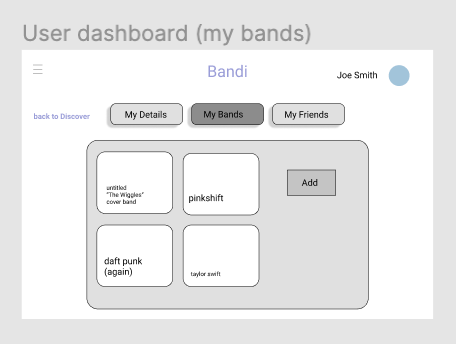 User dashboard (my bands)
Bandi
Joe Smith
back to Discover
My Details
My Bands
My Friends
untitled
"The Wiggles"
cover band
pinkshift
Add
daft punk
(again)
taylor swift